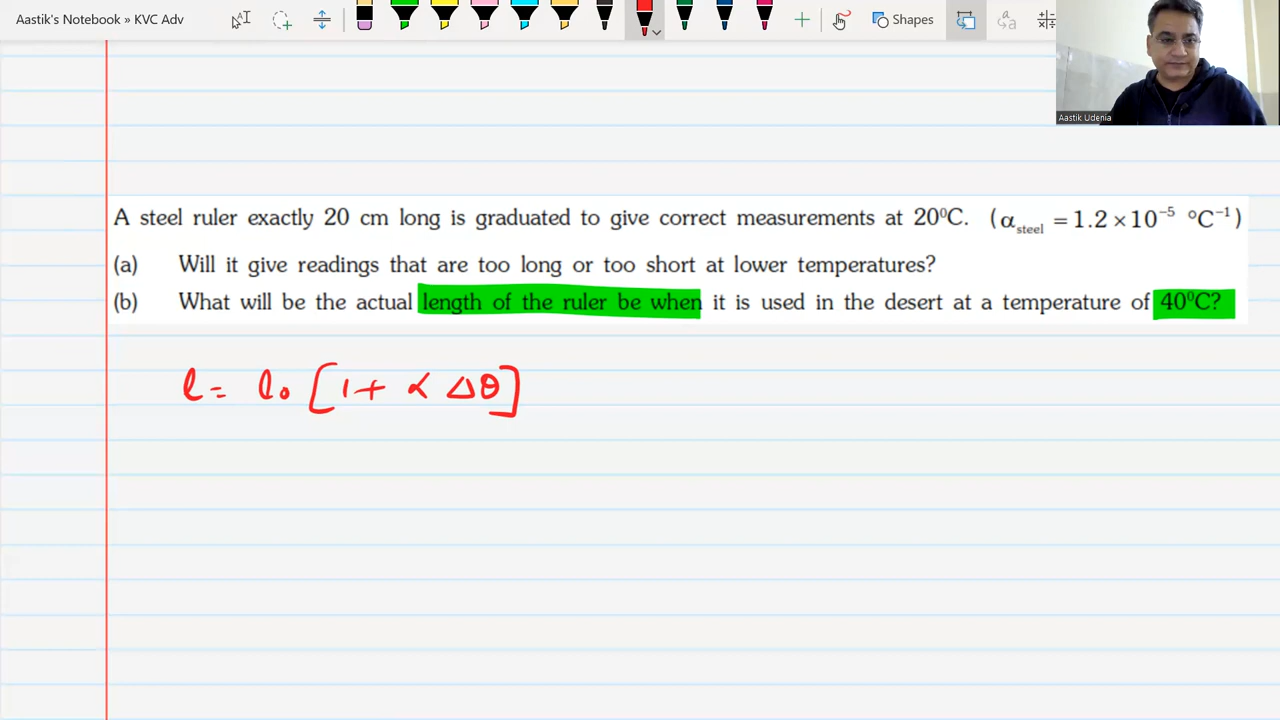 Aastik's Notebook » KVC Adv
Shapes
Aastik Udenia
A steel ruler exactly 20 cm long is graduated to give correct measurements at 20⁰C. (α_steel = 1.2 × 10⁻⁵ °C⁻¹)
(a) Will it give readings that are too long or too short at lower temperatures?
(b) What will be the actual length of the ruler be when it is used in the desert at a temperature of 40⁰C?
l = l₀ [1 + α Δθ]